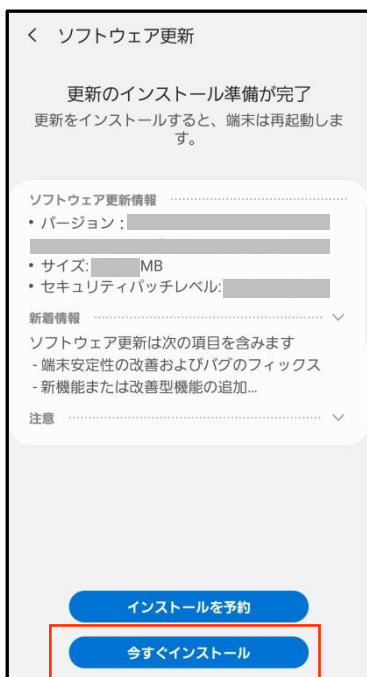 ソフトウェア更新
更新のインストール準備が完了
更新をインストールすると、端末は再起動しま
す。
ソフトウェア更新情報
• バージョン :
• サイズ: MB
• セキュリティパッチレベル:
新着情報
ソフトウェア更新は次の項目を含みます
- 端末安定性の改善およびバグのフィックス
- 新機能または改善型機能の追加...
注意
インストールを予約
今すぐインストール